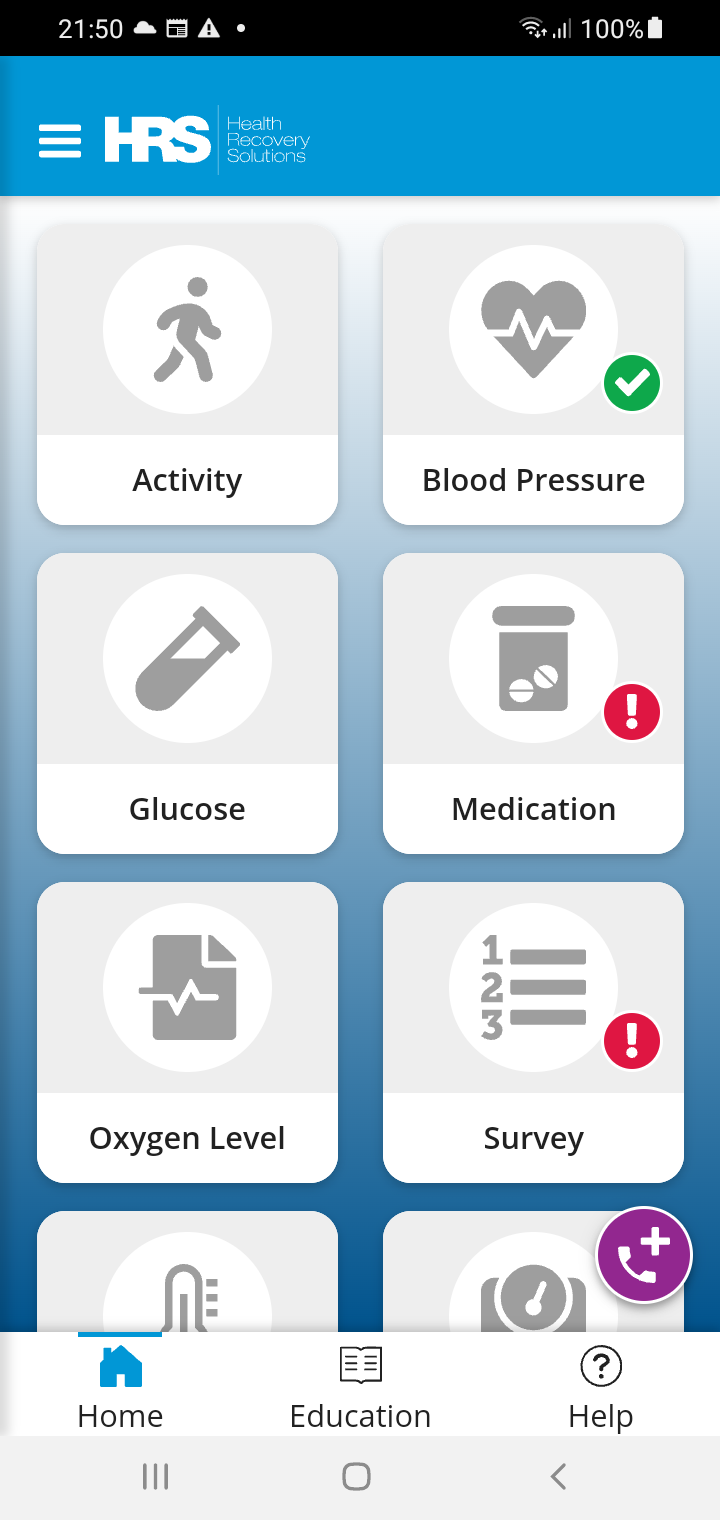 21:50
100%
HRS
Health
Recovery
Solutions
Activity
Blood Pressure
Glucose
Medication
Oxygen Level
1
2
3
Survey
Home
Education
Help